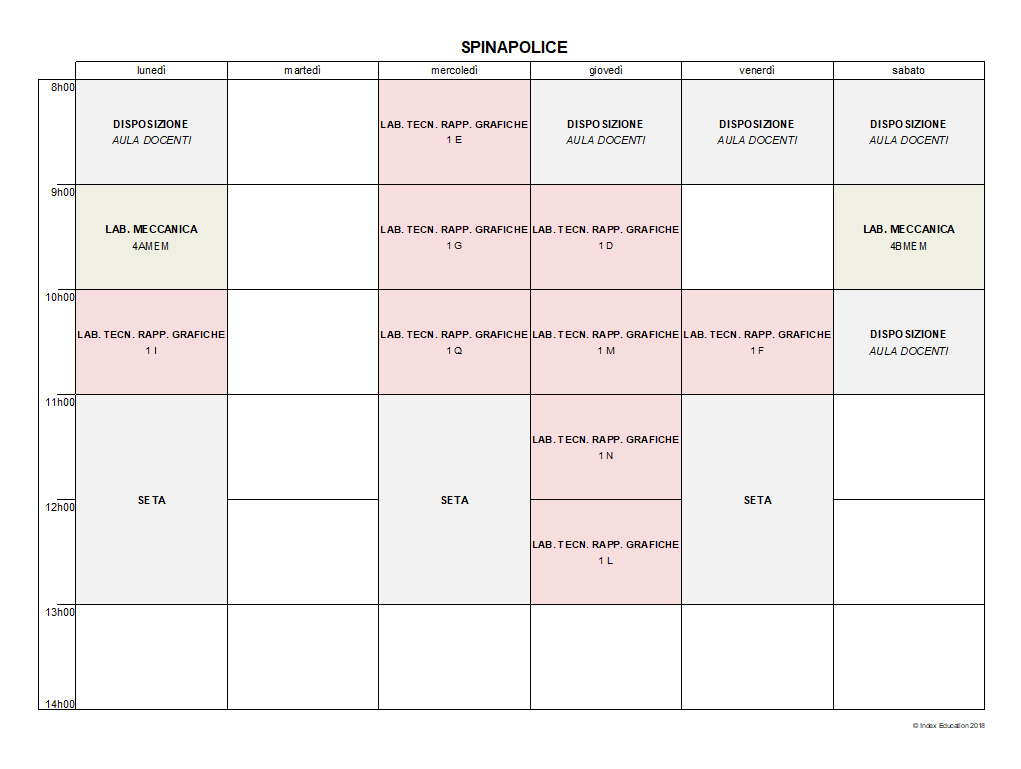 SPINAPOLICE
lunedì martedì mercoledì giovedì venerdì sabato
8h00
DISPOSIZIONE LAB. TECN. RAPP. GRAFICHE DISPOSIZIONE DISPOSIZIONE DISPOSIZIONE
AULA DOCENTI 1 E AULA DOCENTI AULA DOCENTI AULA DOCENTI
9h00
LAB. MECCANICA LAB. TECN. RAPP. GRAFICHE LAB. TECN. RAPP. GRAFICHE LAB. MECCANICA
4AMEM 1 G 1 D 4BMEM
10h00
LAB. TECN. RAPP. GRAFICHE LAB. TECN. RAPP. GRAFICHE LAB. TECN. RAPP. GRAFICHE LAB. TECN. RAPP. GRAFICHE DISPOSIZIONE
1 I 1 Q 1 M 1 F AULA DOCENTI
11h00
LAB. TECN. RAPP. GRAFICHE
1 N
SETA SETA SETA
12h00
LAB. TECN. RAPP. GRAFICHE
1 L
13h00
14h00
© Index Education 2018